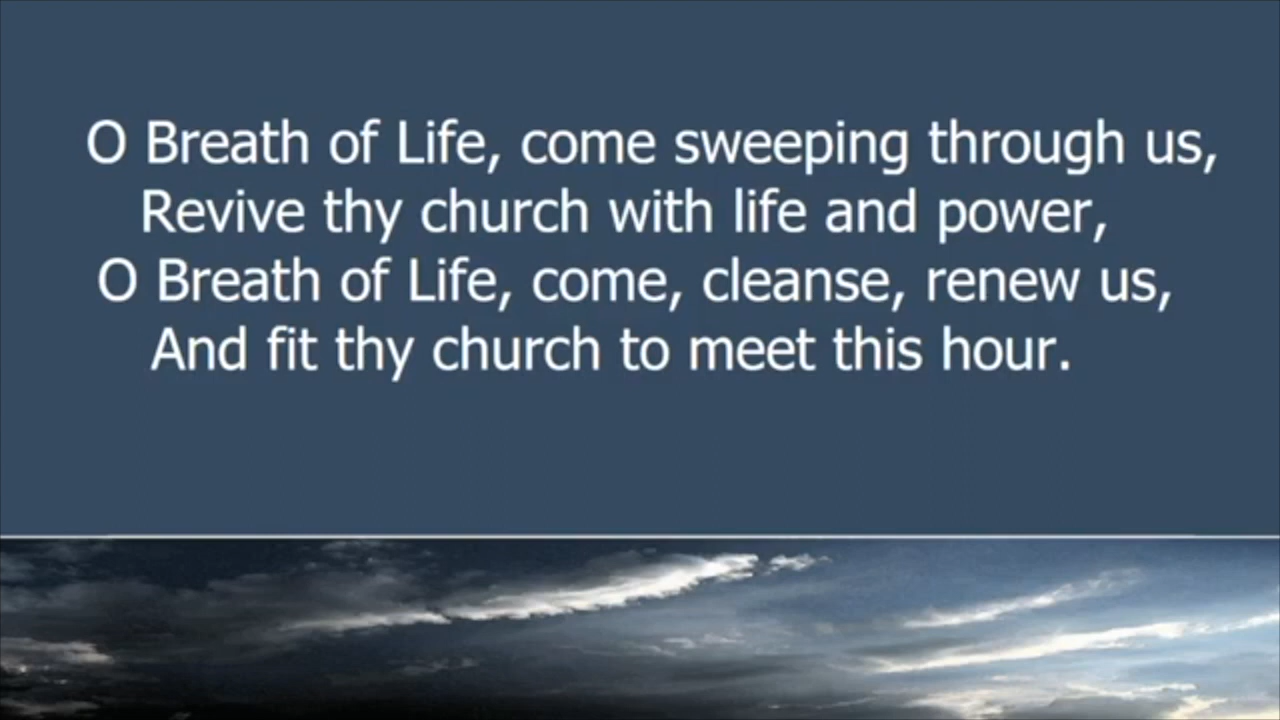 O Breath of Life, come sweeping through us,
Revive thy church with life and power,
O Breath of Life, come, cleanse, renew us,
And fit thy church to meet this hour.